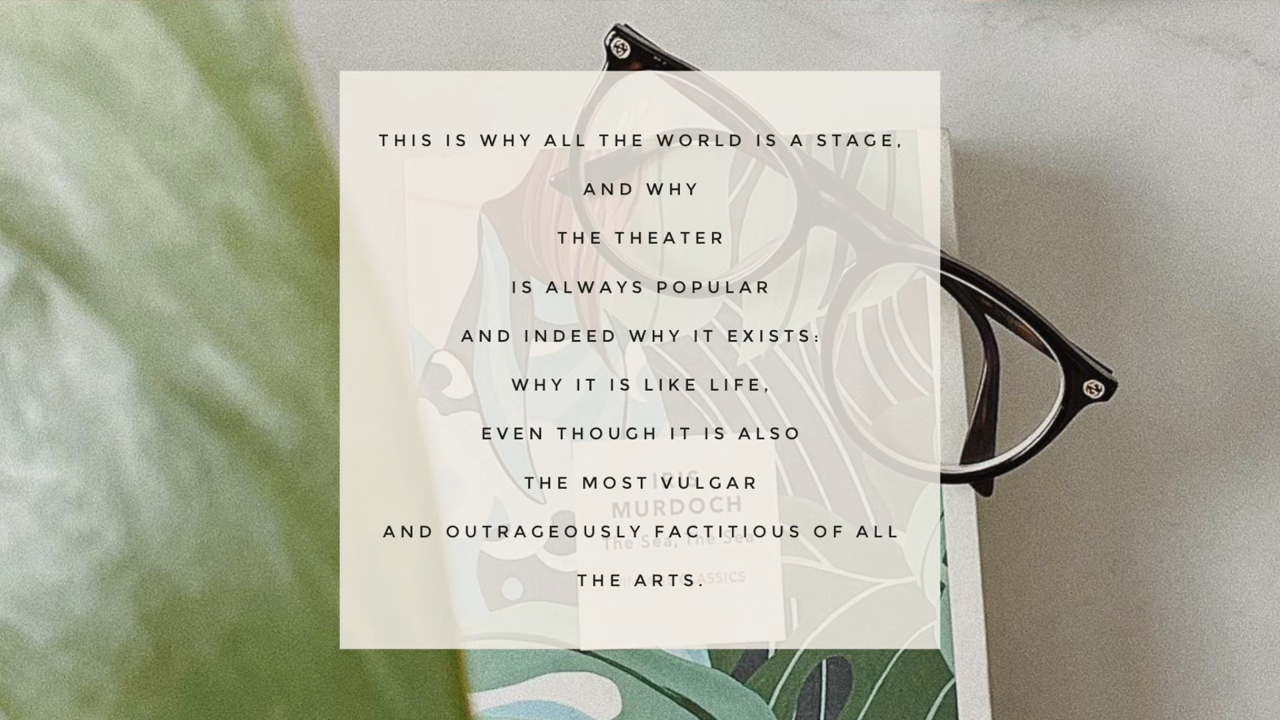 THIS IS WHY ALL THE WORLD IS A STAGE,
AND WHY
THE THEATER
IS ALWAYS POPULAR
AND INDEED WHY IT EXISTS:
WHY IT IS LIKE LIFE,
EVEN THOUGH IT IS ALSO
THE MOST VULGAR
AND OUTRAGEOUSLY FACTITIOUS OF ALL
THE ARTS.
IRIS
MURDOCH
The Sea, The Sea
CLASSICS